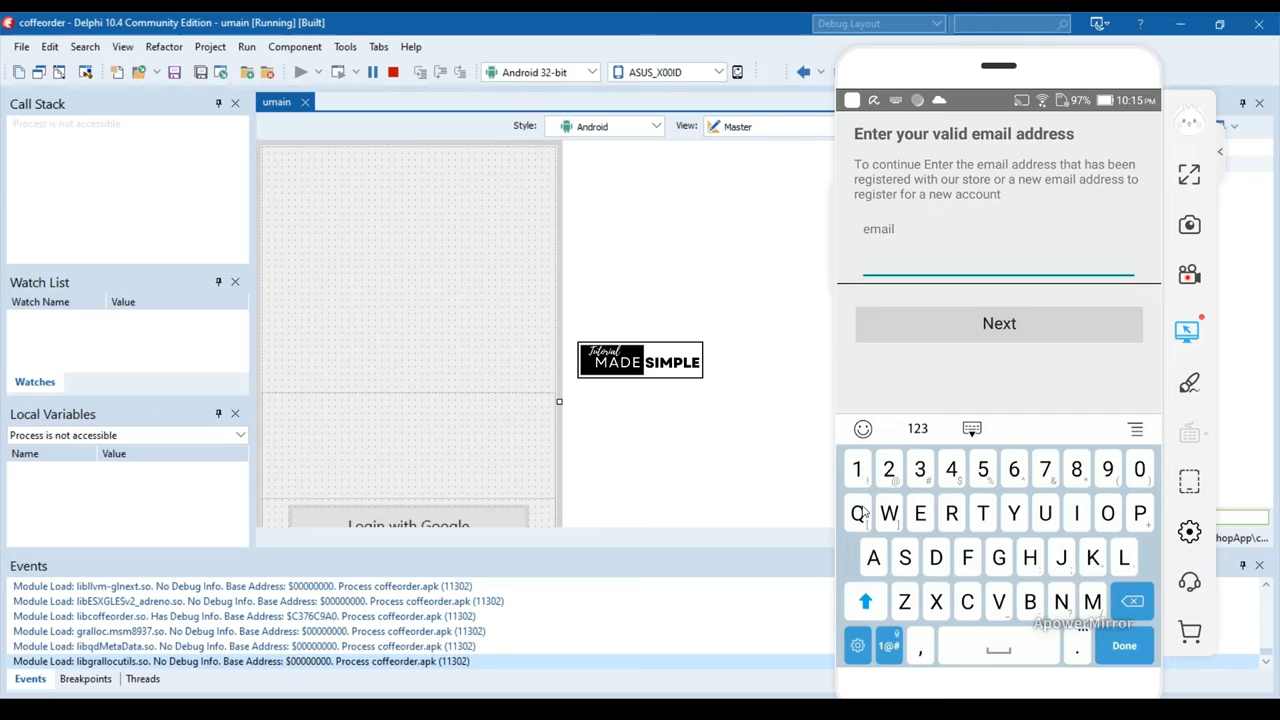 coffeorder - Delphi 10.4 Community Edition - umain [Running] [Built]
Debug Layout
File Edit Search View Refactor Project Run Component Tools Tabs Help
Android 32-bit
ASUS_X00ID
Call Stack
Process is not accessible
umain
Style: Android View: Master
Watch List
Watch Name Value
Watches
Local Variables
Process is not accessible
Name Value
Login with Google
Tutorial
MADE SIMPLE
Events
Module Load: libllvm-glnext.so. No Debug Info. Base Address: $00000000. Process coffeorder.apk (11302)
Module Load: libESXGLESv2_adreno.so. No Debug Info. Base Address: $00000000. Process coffeorder.apk (11302)
Module Load: libcoffeorder.so. Has Debug Info. Base Address: $C376C9A0. Process coffeorder.apk (11302)
Module Load: gralloc.msm8937.so. No Debug Info. Base Address: $00000000. Process coffeorder.apk (11302)
Module Load: libqdMetaData.so. No Debug Info. Base Address: $00000000. Process coffeorder.apk (11302)
Module Load: libgrallocutils.so. No Debug Info. Base Address: $00000000. Process coffeorder.apk (11302)
Events Breakpoints Threads
97% 10:15PM
Enter your valid email address
To continue Enter the email address that has been
registered with our store or a new email address to
register for a new account
email
Next
123
1 2 3 4 5 6 7 8 9 0
Q W E R T Y U I O P
A S D F G H J K L
Z X C V B N M
ApowerMirror
1@# , . Done
hopApp\c...